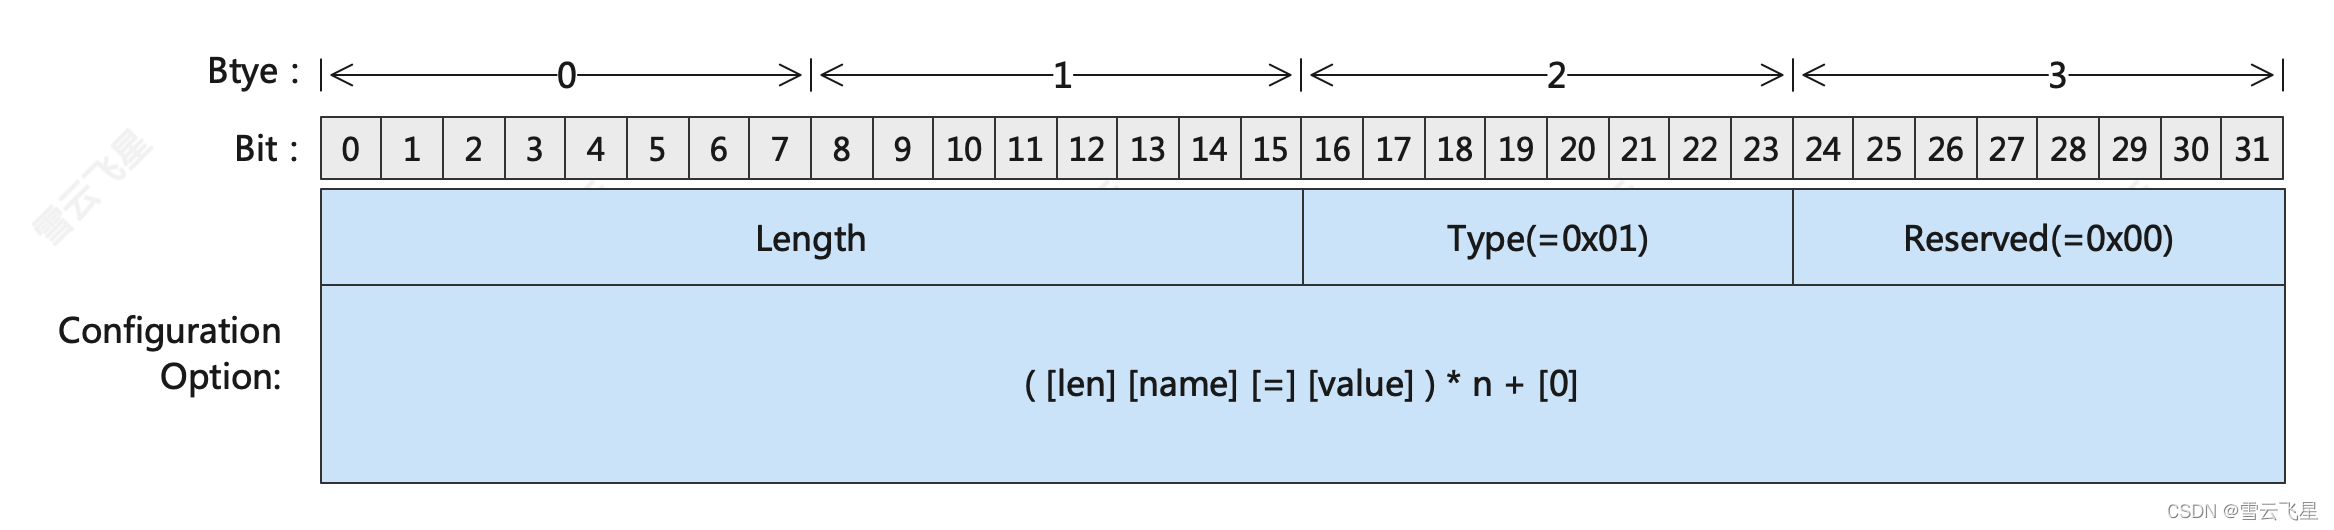 Btye : 0 1 2 3
Bit : 0 1 2 3 4 5 6 7 8 9 10 11 12 13 14 15 16 17 18 19 20 21 22 23 24 25 26 27 28 29 30 31
雪云飞星
Length Type(=0x01) Reserved(=0x00)
Configuration
Option:
( [len] [name] [=] [value] ) * n + [0]
CSDN @雪云飞星